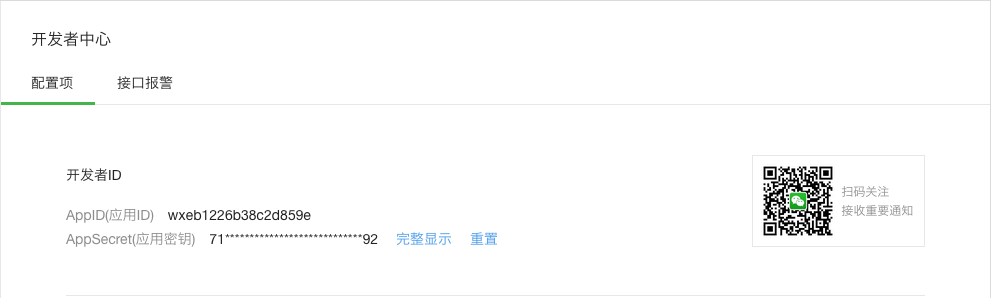 开发者中心
配置项 接口报警
开发者ID
AppID(应用ID) wxeb1226b38c2d859e
AppSecret(应用密钥) 71****************************92 完整显示 重置
扫码关注
接收重要通知